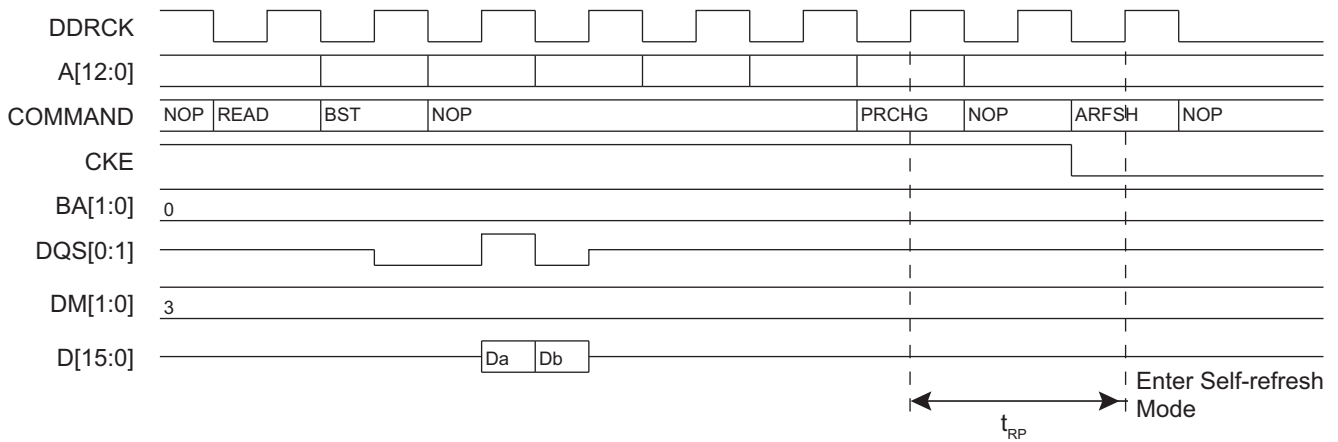 DDRCK
A[12:0]
COMMAND NOP READ BST NOP PRCHG NOP ARFSH NOP
CKE
BA[1:0] 0
DQS[0:1]
DM[1:0] 3
D[15:0] Da Db
Enter Self-refresh
Mode
tRP